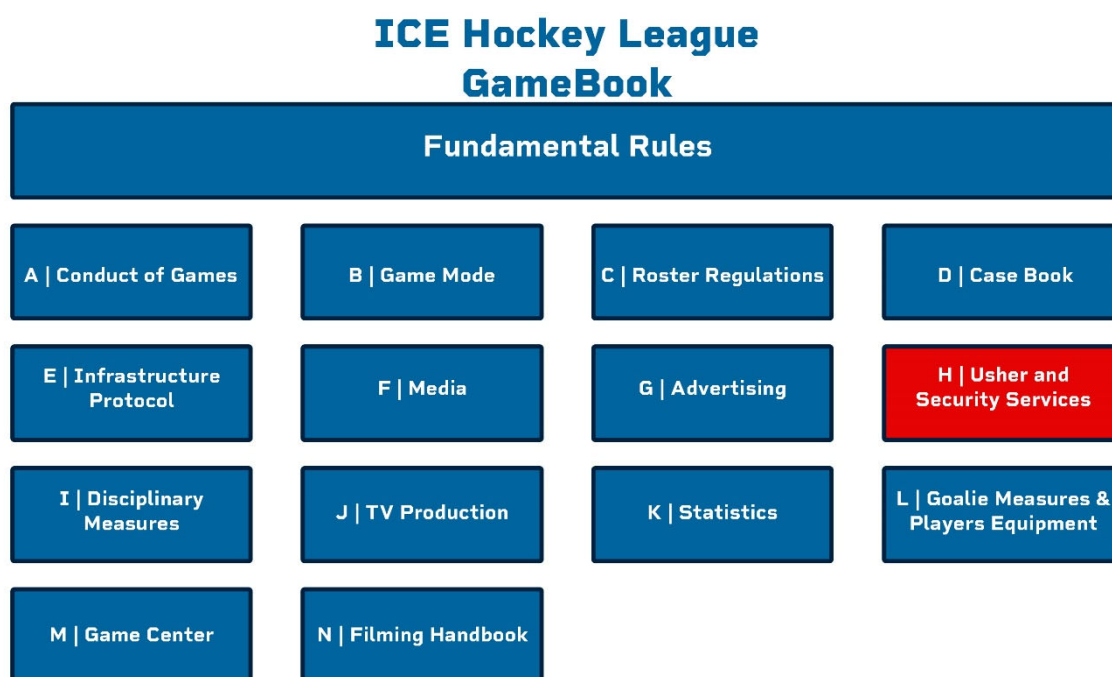 ICE Hockey League
GameBook
Fundamental Rules
A | Conduct of Games
B | Game Mode
C | Roster Regulations
D | Case Book
E | Infrastructure
Protocol
F | Media
G | Advertising
H | Usher and
Security Services
I | Disciplinary
Measures
J | TV Production
K | Statistics
L | Goalie Measures &
Players Equipment
M | Game Center
N | Filming Handbook